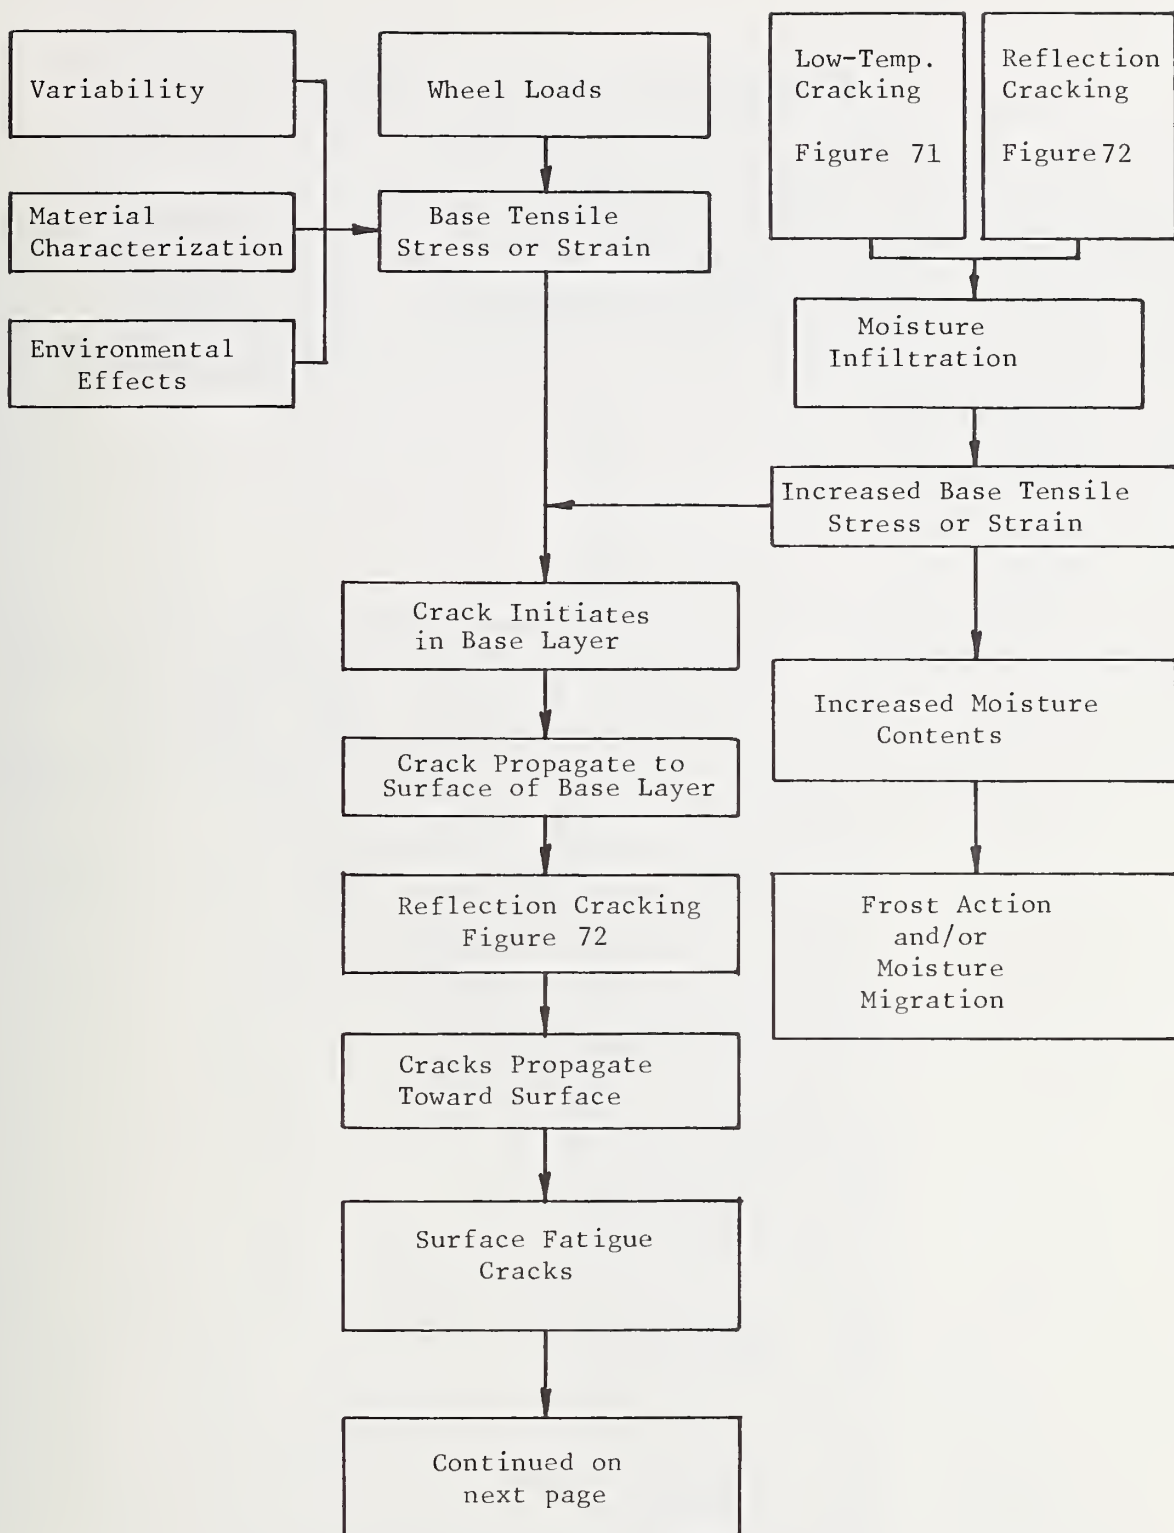 Variability
Material
Characterization
Environmental
Effects
Wheel Loads
Base Tensile
Stress or Strain
Low-Temp.
Cracking
Figure 71
Reflection
Cracking
Figure 72
Moisture
Infiltration
Increased Base Tensile
Stress or Strain
Increased Moisture
Contents
Frost Action
and/or
Moisture
Migration
Crack Initiates
in Base Layer
Crack Propagate to
Surface of Base Layer
Reflection Cracking
Figure 72
Cracks Propagate
Toward Surface
Surface Fatigue
Cracks
Continued on
next page